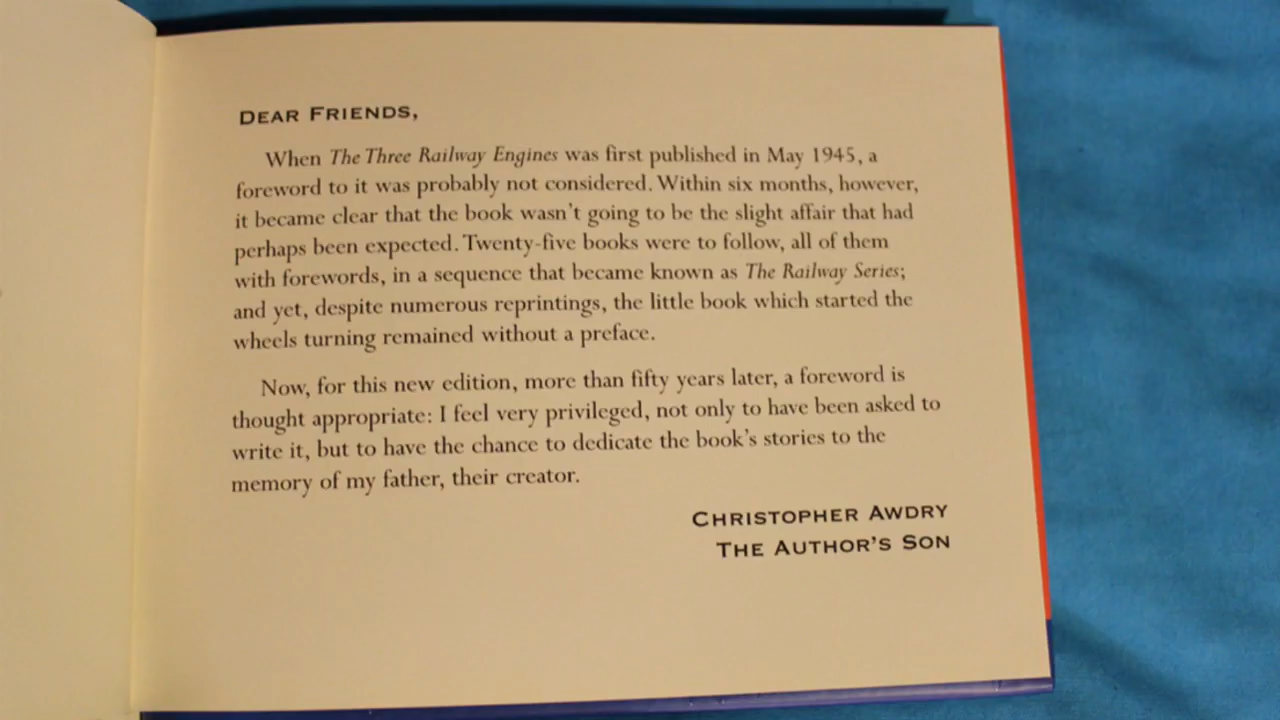 DEAR FRIENDS,
When The Three Railway Engines was first published in May 1945, a
foreword to it was probably not considered. Within six months, however,
it became clear that the book wasn't going to be the slight affair that had
perhaps been expected. Twenty-five books were to follow, all of them
with forewords, in a sequence that became known as The Railway Series;
and yet, despite numerous reprintings, the little book which started the
wheels turning remained without a preface.
Now, for this new edition, more than fifty years later, a foreword is
thought appropriate: I feel very privileged, not only to have been asked to
write it, but to have the chance to dedicate the book's stories to the
memory of my father, their creator.
CHRISTOPHER AWDRY
THE AUTHOR'S SON